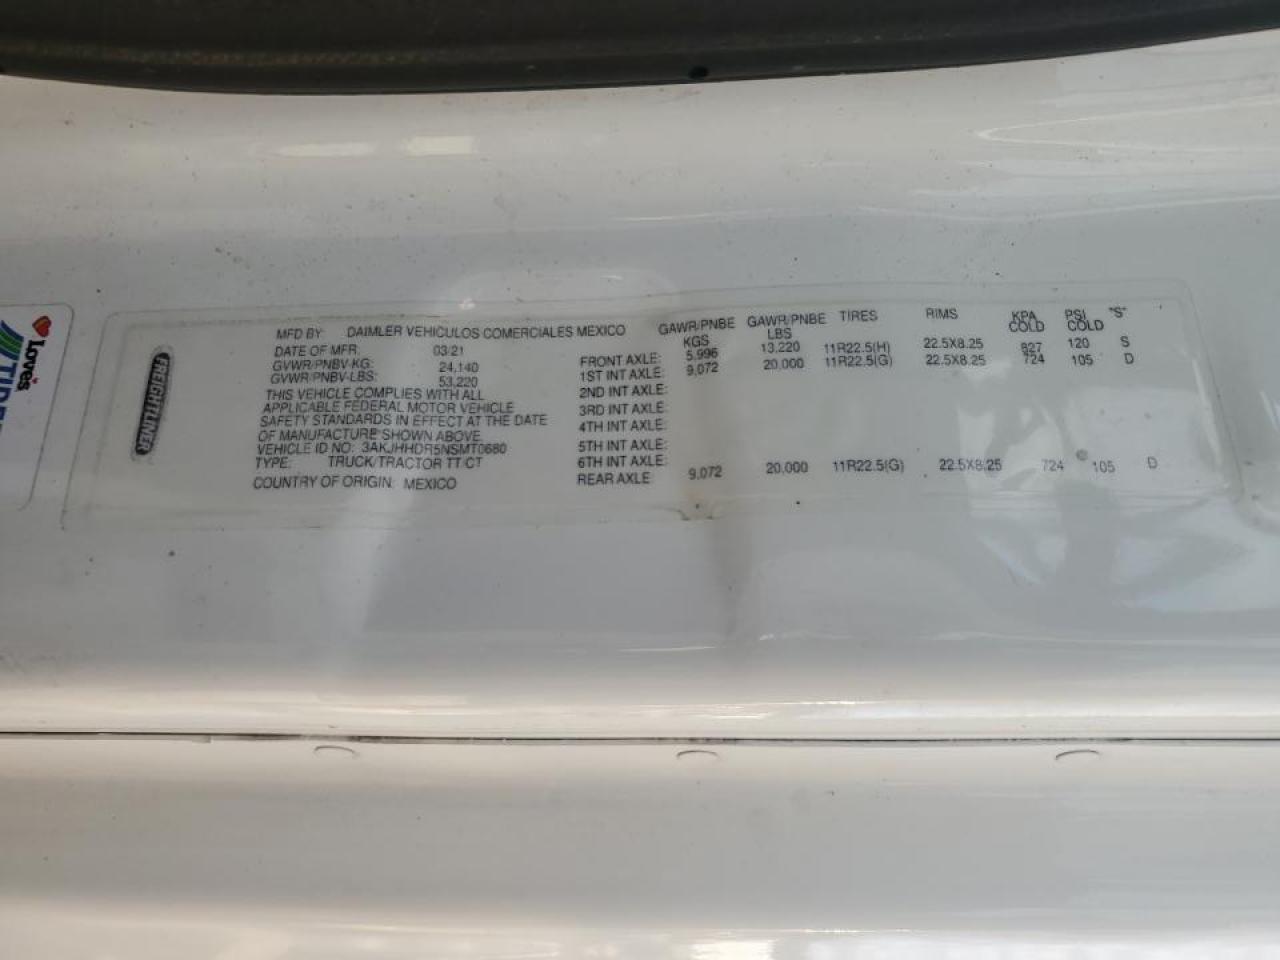 Love's
FREIGHTLINER
MFD BY: DAIMLER VEHICULOS COMERCIALES MEXICO
DATE OF MFR: 03/21
GVWR/PNBV-KG: 24,140
GVWR/PNBV-LBS: 53,220
THIS VEHICLE COMPLIES WITH ALL
APPLICABLE FEDERAL MOTOR VEHICLE
SAFETY STANDARDS IN EFFECT AT THE DATE
OF MANUFACTURE SHOWN ABOVE.
VEHICLE ID NO: 3AKJHHDR5NSMT0680
TYPE: TRUCK/TRACTOR TT/CT
COUNTRY OF ORIGIN: MEXICO
GAWR/PNBE KGS GAWR/PNBE LBS TIRES RIMS KPA COLD PSI COLD "S"
FRONT AXLE: 5,996 13,220 11R22.5(H) 22.5X8.25 827 120 S
1ST INT AXLE: 9,072 20,000 11R22.5(G) 22.5X8.25 724 105 D
2ND INT AXLE:
3RD INT AXLE:
4TH INT AXLE:
5TH INT AXLE:
6TH INT AXLE:
REAR AXLE: 9,072 20,000 11R22.5(G) 22.5X8.25 724 105 D